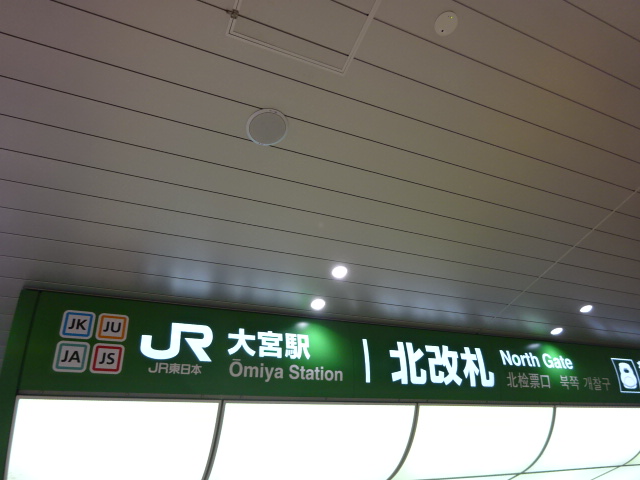 JK JU
JA JS
JR
JR東日本
大宮駅
Ōmiya Station
北改札
North Gate
北检票口 북쪽 개찰구